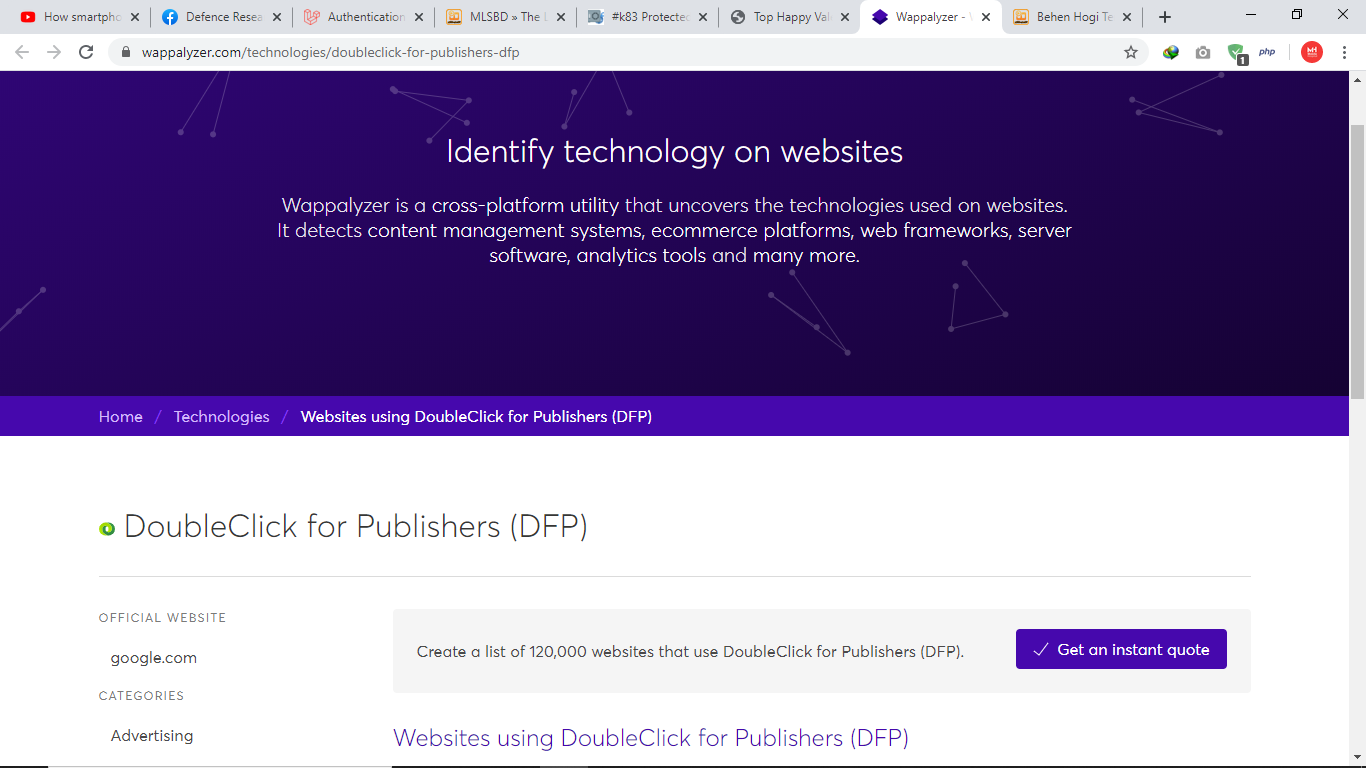 How smartpho
Defence Resea
Authentication
MLSBD » The L
#k83 Protected
Top Happy Val
Wappalyzer -
Behen Hogi Te
wappalyzer.com/technologies/doubleclick-for-publishers-dfp
1
php
Identify technology on websites
Wappalyzer is a cross-platform utility that uncovers the technologies used on websites.
It detects content management systems, ecommerce platforms, web frameworks, server
software, analytics tools and many more.
Home / Technologies / Websites using DoubleClick for Publishers (DFP)
DoubleClick for Publishers (DFP)
OFFICIAL WEBSITE
google.com
CATEGORIES
Advertising
Create a list of 120,000 websites that use DoubleClick for Publishers (DFP).
Get an instant quote
Websites using DoubleClick for Publishers (DFP)